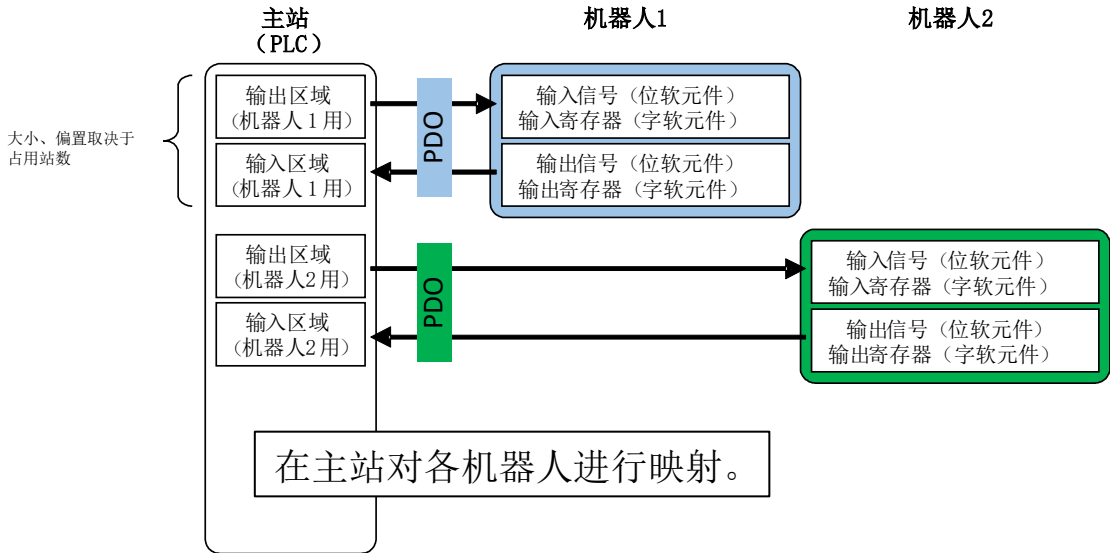 主站
（PLC）
机器人1
机器人2
大小、偏置取决于
占用站数
输出区域
(机器人1用)
输入区域
(机器人1用)
PDO
输入信号（位软元件）
输入寄存器（字软元件）
输出信号（位软元件）
输出寄存器（字软元件）
输出区域
(机器人2用)
输入区域
(机器人2用)
PDO
输入信号（位软元件）
输入寄存器（字软元件）
输出信号（位软元件）
输出寄存器（字软元件）
在主站对各机器人进行映射。